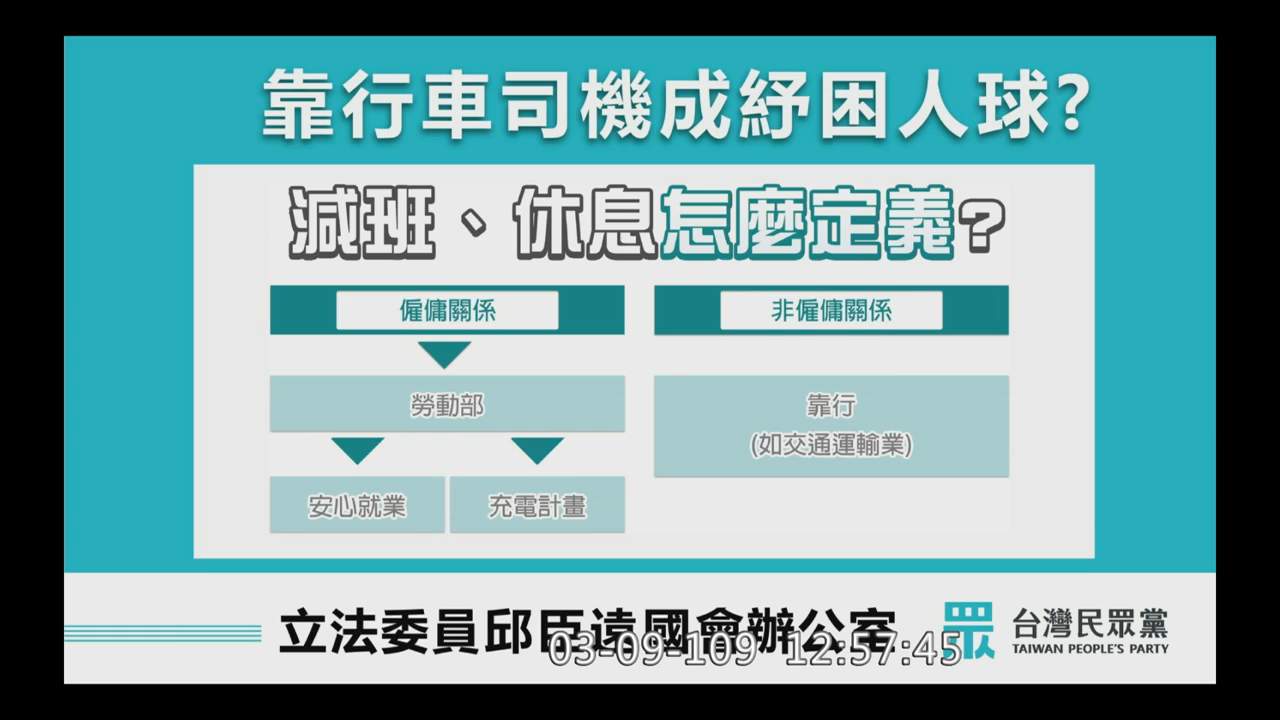 靠行車司機成紓困人球?
減班、休息怎麼定義?
僱傭關係
非僱傭關係
勞動部
靠行
(如交通運輸業)
安心就業
充電計畫
立法委員邱臣遠國會辦公室
眾
台灣民眾黨
TAIWAN PEOPLE'S PARTY
03-09-109 12:57:45